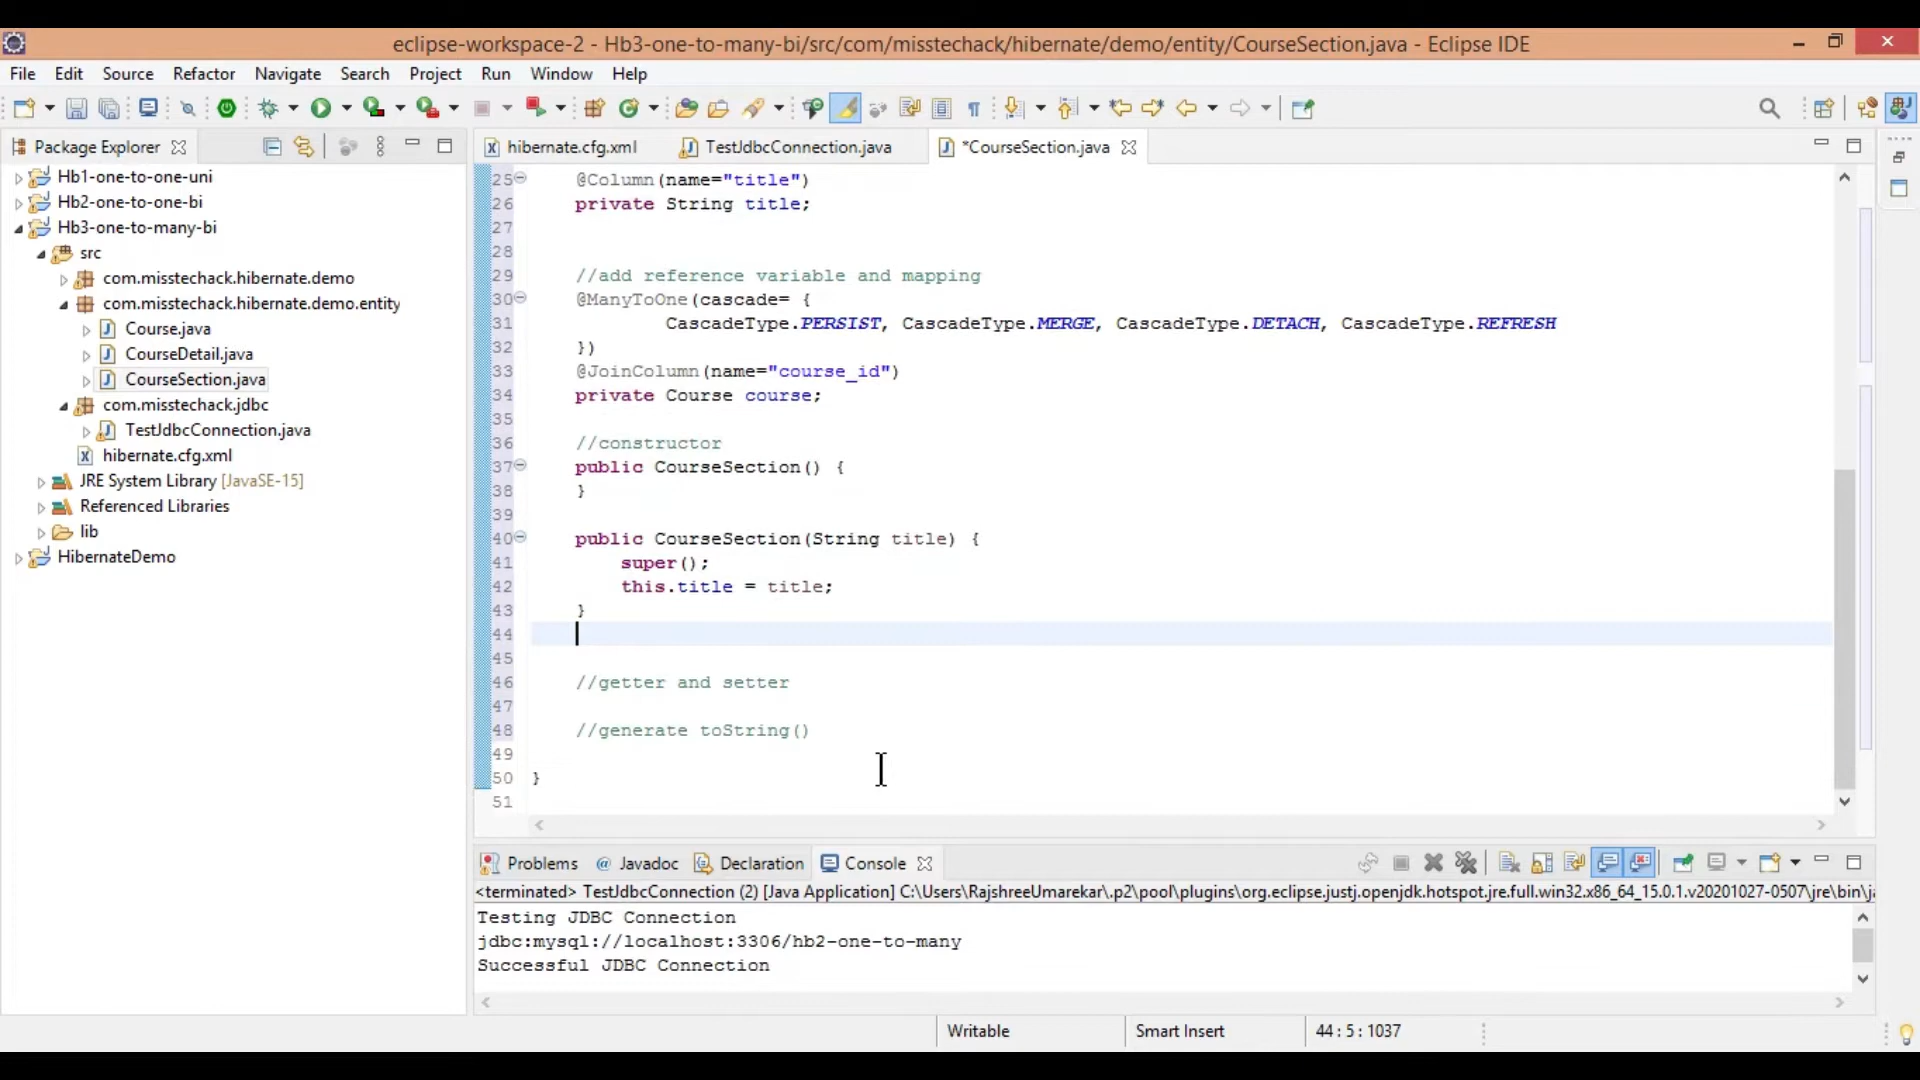 eclipse-workspace-2 - Hb3-one-to-many-bi/src/com/misstechack/hibernate/demo/entity/CourseSection.java - Eclipse IDE
File Edit Source Refactor Navigate Search Project Run Window Help
Package Explorer
Hb1-one-to-one-uni
Hb2-one-to-one-bi
Hb3-one-to-many-bi
src
com.misstechack.hibernate.demo
com.misstechack.hibernate.demo.entity
Course.java
CourseDetail.java
CourseSection.java
com.misstechack.jdbc
TestJdbcConnection.java
hibernate.cfg.xml
JRE System Library [JavaSE-15]
Referenced Libraries
lib
HibernateDemo
hibernate.cfg.xml TestJdbcConnection.java *CourseSection.java
25 @Column(name="title")
26 private String title;
27
28
29 //add reference variable and mapping
30 @ManyToOne(cascade= {
31 CascadeType.PERSIST, CascadeType.MERGE, CascadeType.DETACH, CascadeType.REFRESH
32 })
33 @JoinColumn(name="course_id")
34 private Course course;
35
36 //constructor
37 public CourseSection() {
38 }
39
40 public CourseSection(String title) {
41 super();
42 this.title = title;
43 }
44
45
46 //getter and setter
47
48 //generate toString()
49
50 }
51
Problems @ Javadoc Declaration Console
<terminated> TestJdbcConnection (2) [Java Application] C:\Users\RajshreeUmarekar\.p2\pool\plugins\org.eclipse.justj.openjdk.hotspot.jre.full.win32.x86_64_15.0.1.v20201027-0507\jre\bin\ja
Testing JDBC Connection
jdbc:mysql://localhost:3306/hb2-one-to-many
Successful JDBC Connection
Writable Smart Insert 44 : 5 : 1037